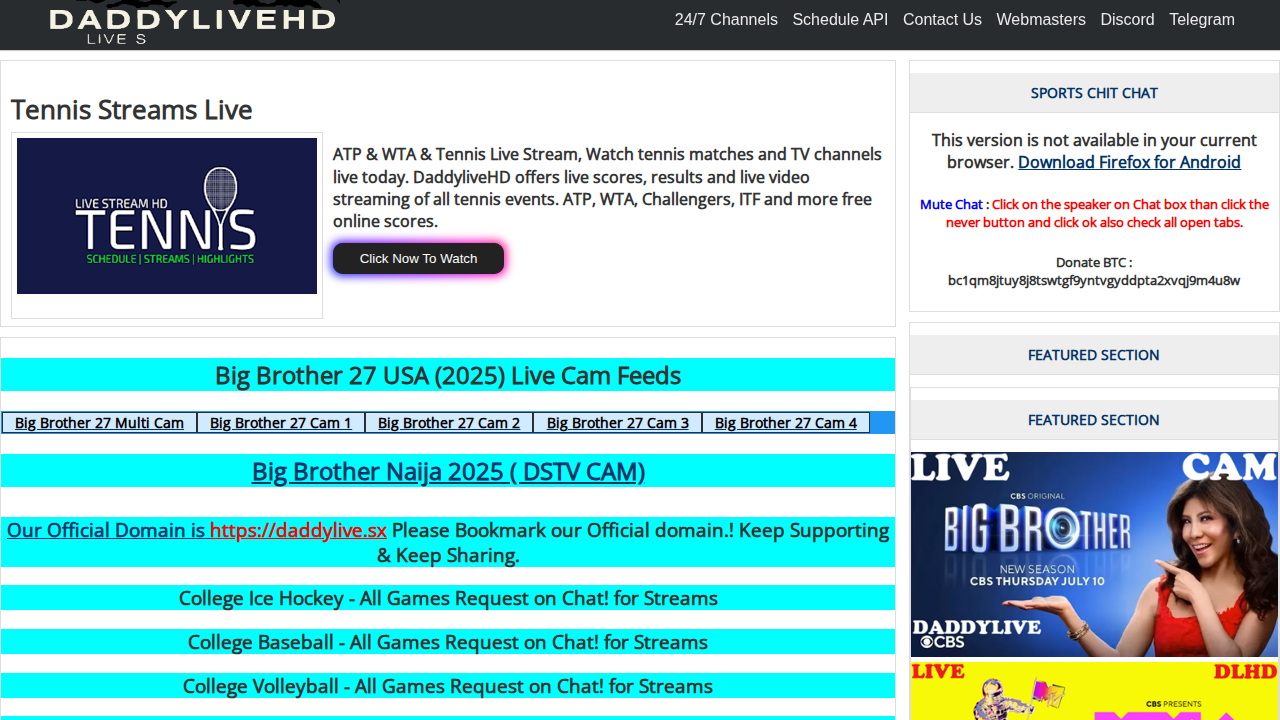 DADDYLIVEHD
LIVE S
24/7 Channels Schedule API Contact Us Webmasters Discord Telegram
Tennis Streams Live
LIVE STREAM HD
TENNIS
SCHEDULE | STREAMS | HIGHLIGHTS
ATP & WTA & Tennis Live Stream, Watch tennis matches and TV channels
live today. DaddyliveHD offers live scores, results and live video
streaming of all tennis events. ATP, WTA, Challengers, ITF and more free
online scores.
Click Now To Watch
Big Brother 27 USA (2025) Live Cam Feeds
Big Brother 27 Multi Cam Big Brother 27 Cam 1 Big Brother 27 Cam 2 Big Brother 27 Cam 3 Big Brother 27 Cam 4
Big Brother Naija 2025 ( DSTV CAM)
Our Official Domain is https://daddylive.sx Please Bookmark our Official domain.! Keep Supporting
& Keep Sharing.
College Ice Hockey - All Games Request on Chat! for Streams
College Baseball - All Games Request on Chat! for Streams
College Volleyball - All Games Request on Chat! for Streams
SPORTS CHIT CHAT
This version is not available in your current
browser. Download Firefox for Android
Mute Chat : Click on the speaker on Chat box than click the
never button and click ok also check all open tabs.
Donate BTC :
bc1qm8jtuy8j8tswtgf9yntvgyddpta2xvqj9m4u8w
FEATURED SECTION
FEATURED SECTION
LIVE CAM
CBS ORIGINAL
BIG BROTHER
NEW SEASON
CBS THURSDAY JULY 10
DADDYLIVE
CBS
LIVE DLHD
CBS PRESENTS